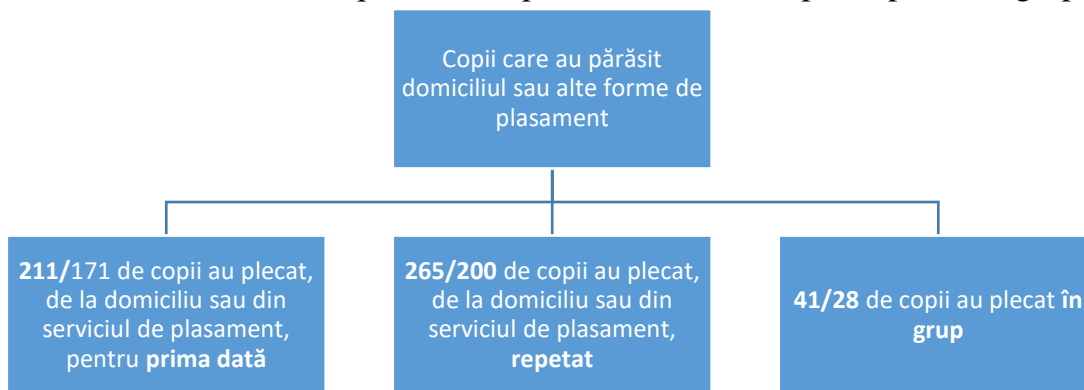 Copii care au părăsit
domiciliul sau alte forme de
plasament
211/171 de copii au plecat,
de la domiciliu sau din
serviciul de plasament,
pentru prima dată
265/200 de copii au plecat,
de la domiciliu sau din
serviciul de plasament,
repetat
41/28 de copii au plecat în
grup